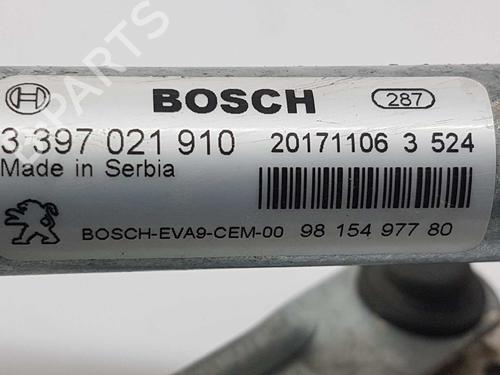 BOSCH 287
3 397 021 910 20171106 3 524
Made in Serbia
BOSCH-EVA9-CEM-00 98 154 977 80